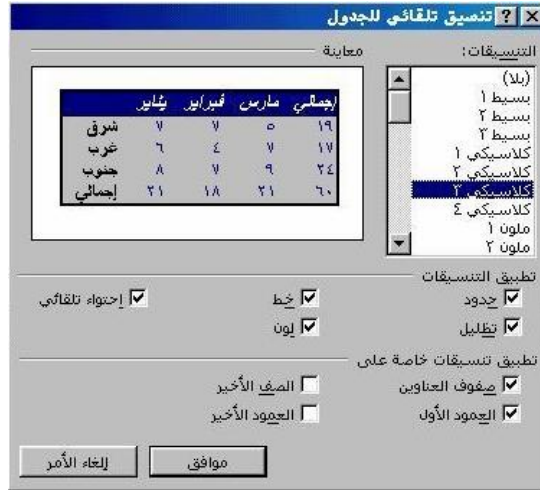 تنسيق تلقائي للجدول
التنسيقات:
(بلا)
بسيط ١
بسيط ٢
بسيط ٣
كلاسيكي ١
كلاسيكي ٢
كلاسيكي ٣
كلاسيكي ٤
ملون ١
ملون ٢
معاينة
يناير فبراير مارس إجمالي
شرق ٧ ٧ ٥ ١٩
غرب ٦ ٤ ٧ ١٧
جنوب ٨ ٧ ٩ ٢٤
إجمالي ٢١ ١٨ ٢١ ٦٠
تطبيق التنسيقات
حدود خط إحتواء تلقائي
تظليل لون
تطبيق تنسيقات خاصة على
صفوف العناوين الصف الأخير
العمود الأول العمود الأخير
موافق إلغاء الأمر